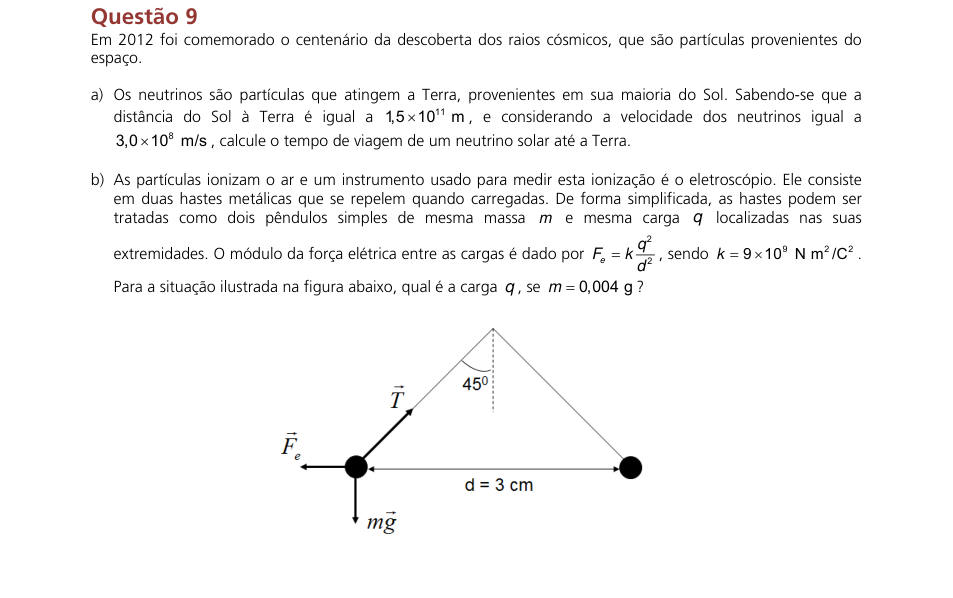 Questão 9
Em 2012 foi comemorado o centenário da descoberta dos raios cósmicos, que são partículas provenientes do
espaço.
a) Os neutrinos são partículas que atingem a Terra, provenientes em sua maioria do Sol. Sabendo-se que a
distância do Sol à Terra é igual a 1,5×10¹¹ m, e considerando a velocidade dos neutrinos igual a
3,0×10⁸ m/s, calcule o tempo de viagem de um neutrino solar até a Terra.
b) As partículas ionizam o ar e um instrumento usado para medir esta ionização é o eletroscópio. Ele consiste
em duas hastes metálicas que se repelem quando carregadas. De forma simplificada, as hastes podem ser
tratadas como dois pêndulos simples de mesma massa m e mesma carga q localizadas nas suas
extremidades. O módulo da força elétrica entre as cargas é dado por Fₑ = k q²/d², sendo k = 9×10⁹ N m²/C².
Para a situação ilustrada na figura abaixo, qual é a carga q, se m = 0,004 g?
45⁰
T⃗
F⃗ₑ
d = 3 cm
mg⃗